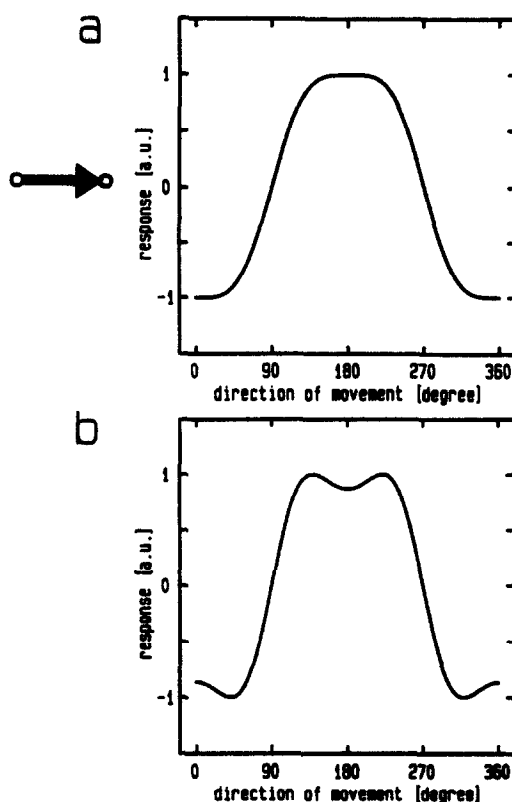 a
response [a.u.]
1
0
-1
0 90 180 270 360
direction of movement [degree]
b
response [a.u.]
1
0
-1
0 90 180 270 360
direction of movement [degree]